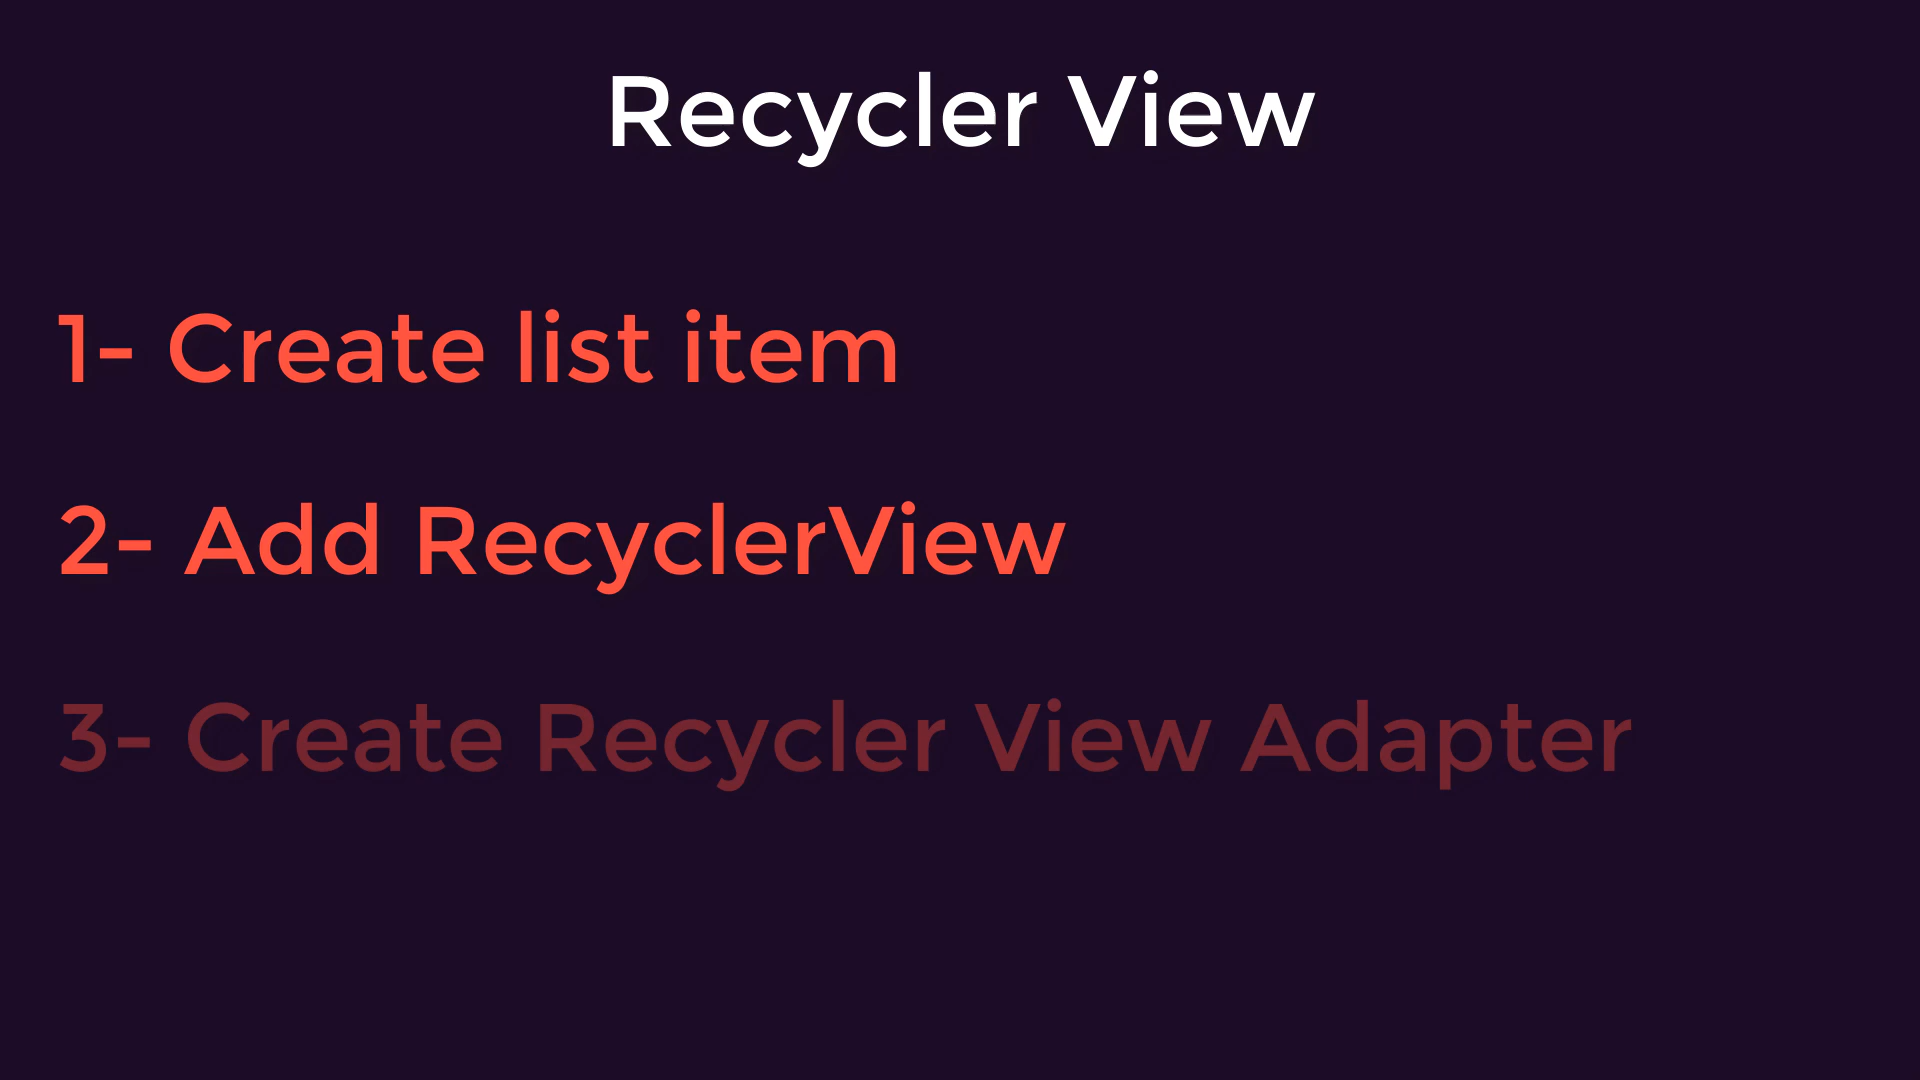 Recycler View
1- Create list item
2- Add RecyclerView
3- Create Recycler View Adapter